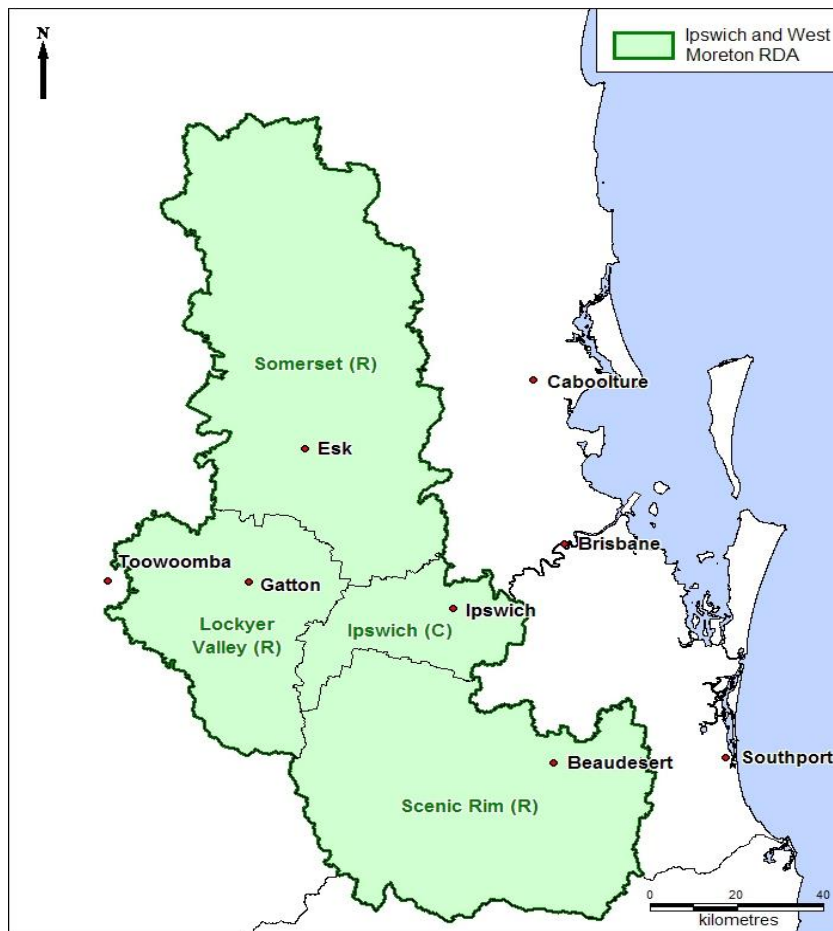 N
Ipswich and West
Moreton RDA
Somerset (R)
Caboolture
Esk
Brisbane
Toowoomba
Gatton
Ipswich
Lockyer
Valley (R)
Ipswich (C)
Beaudesert
Southport
Scenic Rim (R)
0 20 40
kilometres